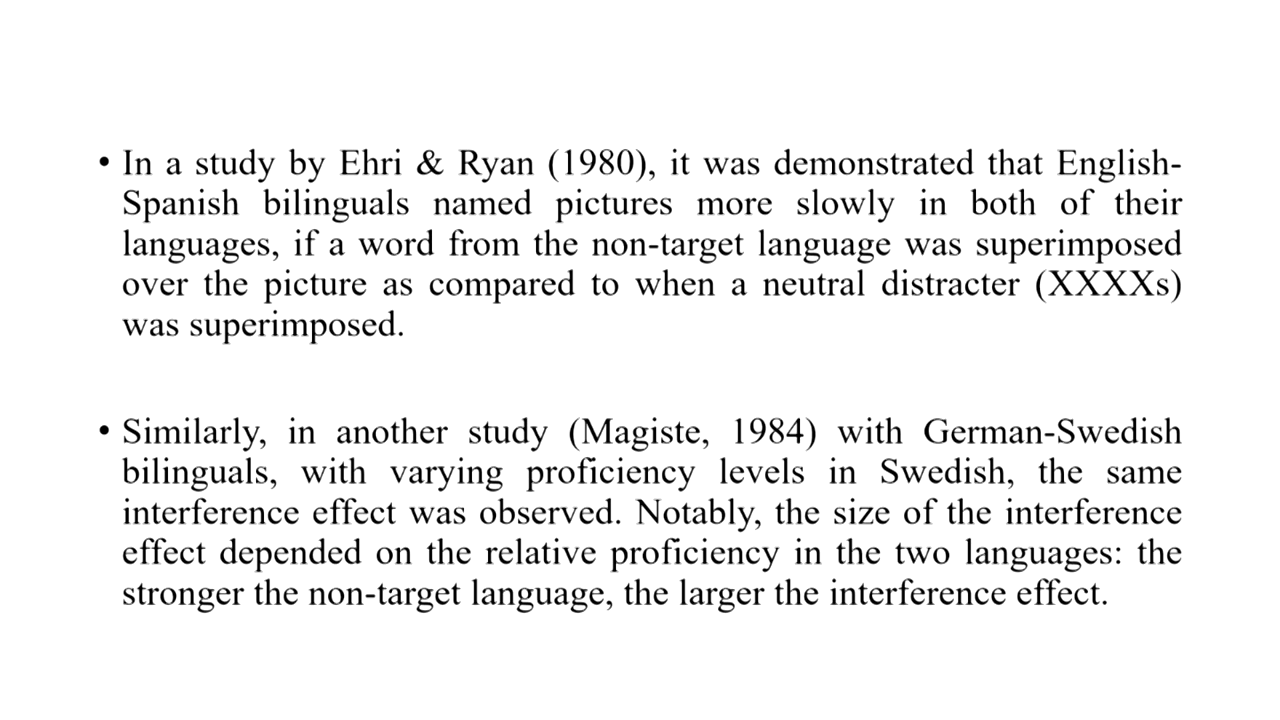 • In a study by Ehri & Ryan (1980), it was demonstrated that English-
Spanish bilinguals named pictures more slowly in both of their
languages, if a word from the non-target language was superimposed
over the picture as compared to when a neutral distracter (XXXXs)
was superimposed.
• Similarly, in another study (Magiste, 1984) with German-Swedish
bilinguals, with varying proficiency levels in Swedish, the same
interference effect was observed. Notably, the size of the interference
effect depended on the relative proficiency in the two languages: the
stronger the non-target language, the larger the interference effect.